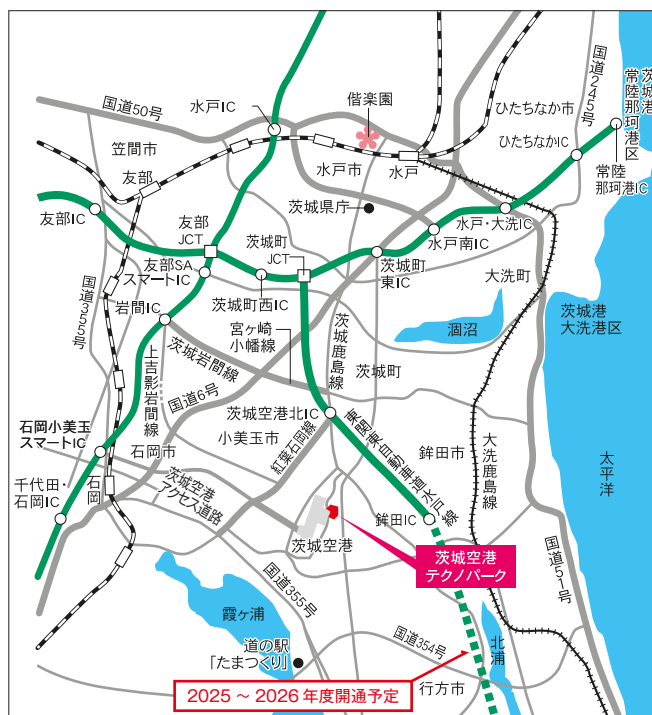 国道50号
水戸IC
偕楽園
国道245号
ひたちなか市
茨城港
常陸那珂港区
ひたちなかIC
常陸
那珂港IC
笠間市
友部
水戸市
水戸
茨城県庁
友部IC
友部
JCT
茨城町
JCT
水戸・大洗IC
水戸南IC
友部SA
スマートIC
茨城町西IC
茨城町
東IC
大洗町
国道355号
岩間IC
宮ヶ崎
小幡線
茨城鹿島線
涸沼
茨城港
大洗港区
上吉影岩間線
茨城岩間線
国道6号
茨城町
石岡小美玉
スマートIC
茨城空港北IC
小美玉市
紅葉石岡線
東関東自動車道水戸線
鉾田市
大洗鹿島線
石岡市
太平洋
千代田・
石岡IC
石岡
茨城空港
アクセス道路
鉾田IC
茨城空港
茨城空港
テクノパーク
国道51号
国道355号
霞ヶ浦
道の駅
「たまつくり」
国道354号
北浦
2025～2026年度開通予定
行方市